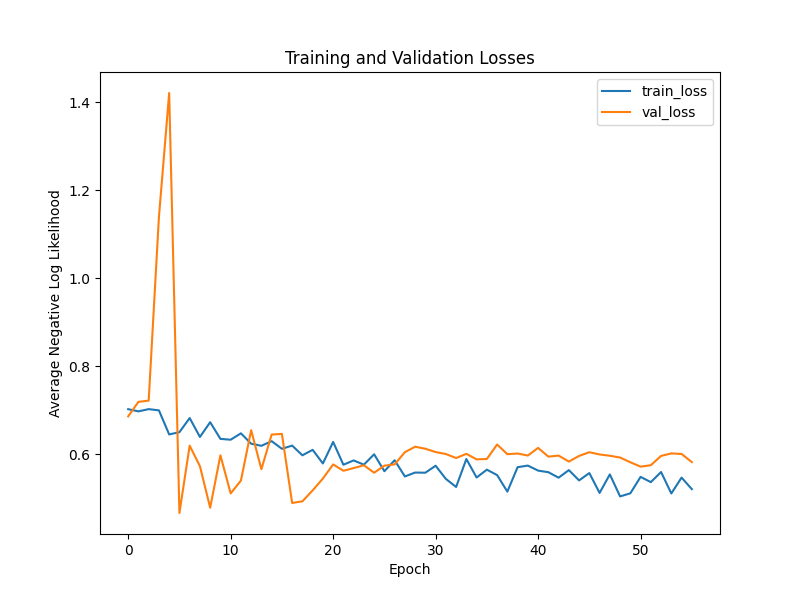 Training and Validation Losses
train_loss
val_loss
1.4
1.2
1.0
0.8
0.6
Average Negative Log Likelihood
0
10
20
30
40
50
Epoch